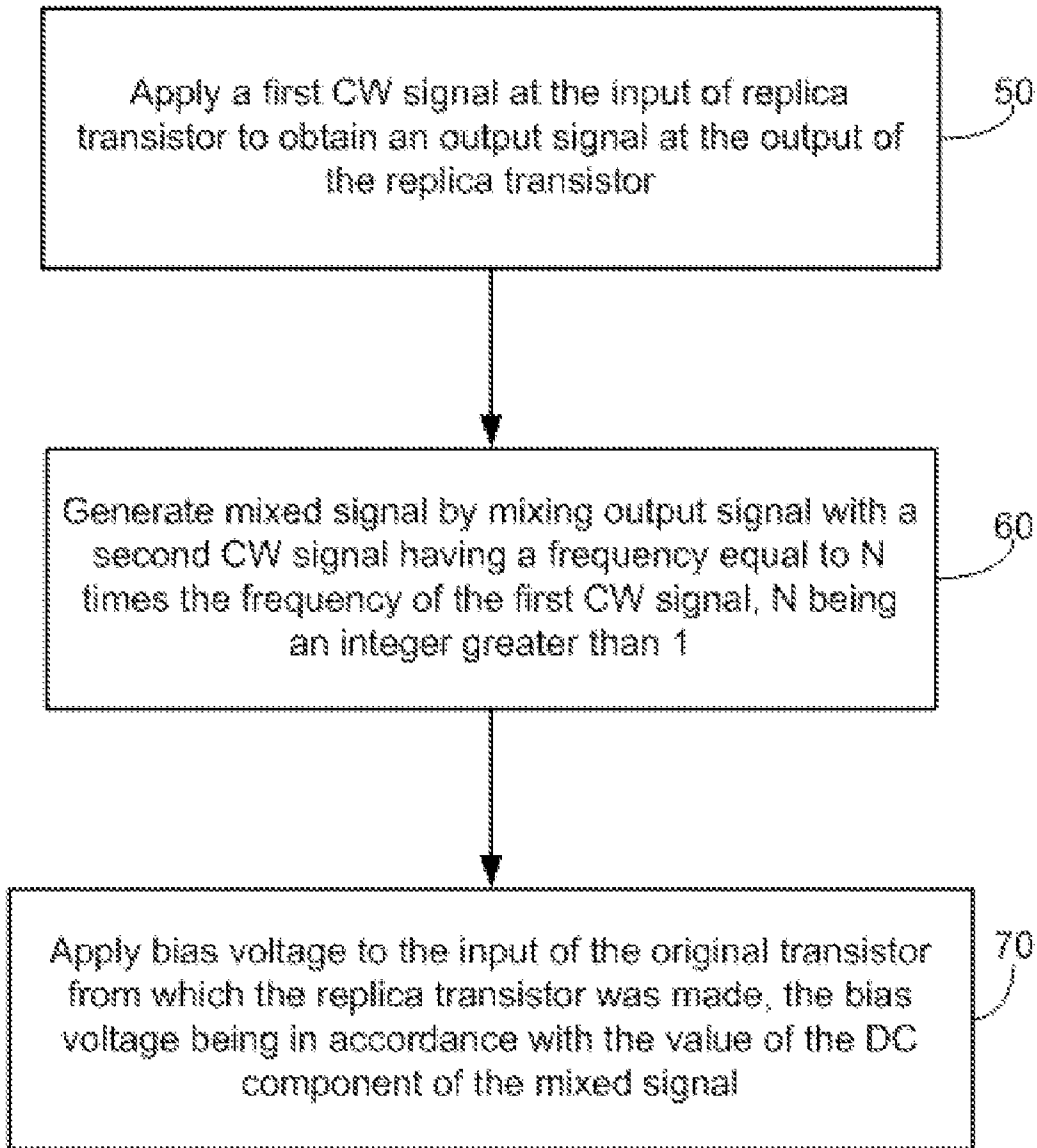 Apply a first CW signal at the input of replica
transistor to obtain an output signal at the output of
the replica transistor
50
Generate mixed signal by mixing output signal with a
second CW signal having a frequency equal to N
times the frequency of the first CW signal, N being
an integer greater than 1
60
Apply bias voltage to the input of the original transistor
from which the replica transistor was made, the bias
voltage being in accordance with the value of the DC
component of the mixed signal
70